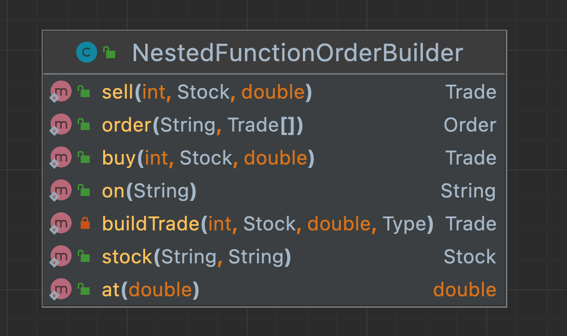 NestedFunctionOrderBuilder
sell(int, Stock, double) Trade
order(String, Trade[]) Order
buy(int, Stock, double) Trade
on(String) String
buildTrade(int, Stock, double, Type) Trade
stock(String, String) Stock
at(double) double